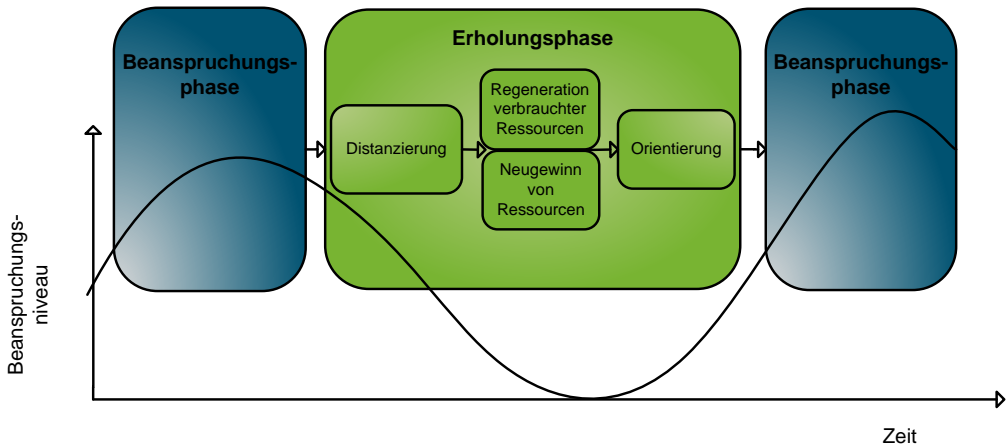 Beanspruchungs-
phase
Erholungsphase
Distanzierung
Regeneration
verbrauchter
Ressourcen
Neugewinn
von
Ressourcen
Orientierung
Beanspruchungs-
phase
Beanspruchungs-
niveau
Zeit